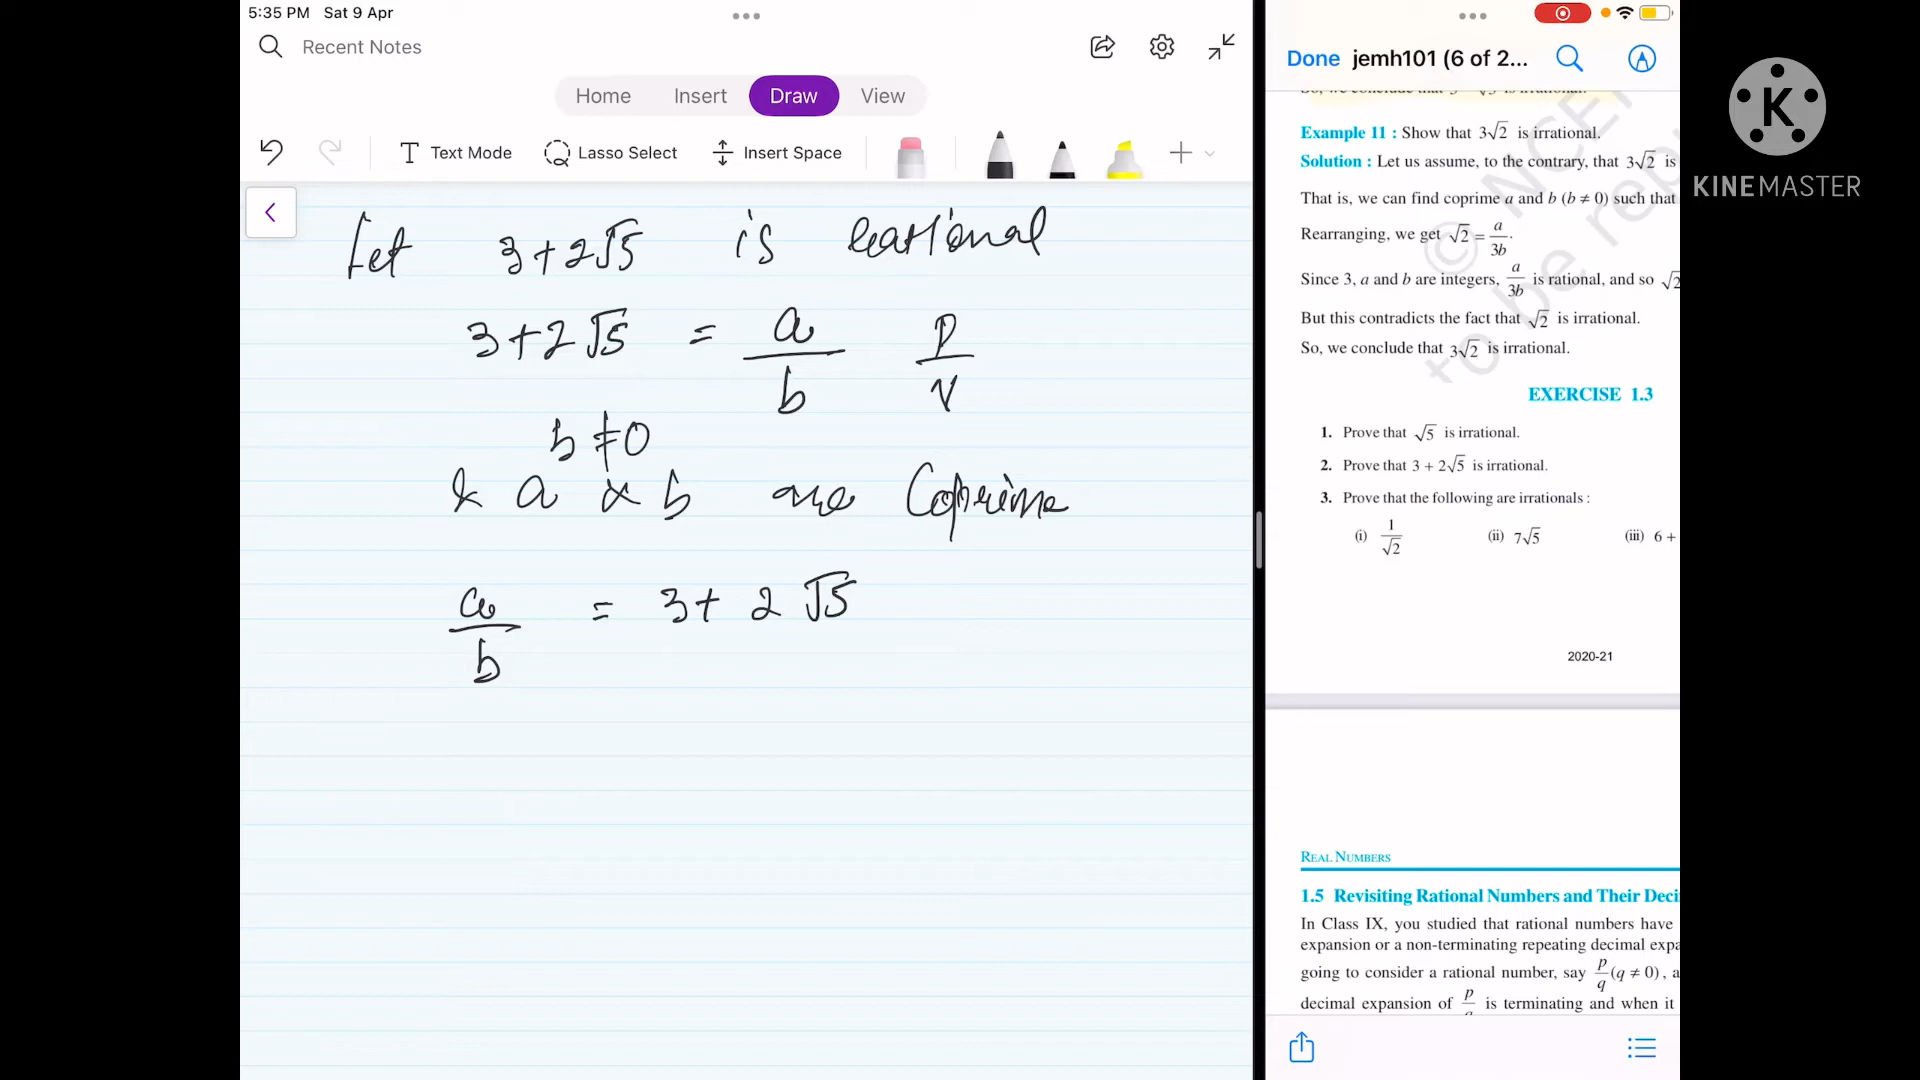 5:35 PM Sat 9 Apr
Recent Notes
Home Insert Draw View
Text Mode Lasso Select Insert Space
Let 3+2√5 is rational
3+2√5 = a/b p/q
b ≠ 0
& a & b are Coprime
a/b = 3+ 2√5
Done jemh101 (6 of 2...
Example 11 : Show that 3√2 is irrational.
Solution : Let us assume, to the contrary, that 3√2 is
That is, we can find coprime a and b (b ≠ 0) such that
Rearranging, we get √2 = a/3b.
Since 3, a and b are integers, a/3b is rational, and so √2
But this contradicts the fact that √2 is irrational.
So, we conclude that 3√2 is irrational.
EXERCISE 1.3
1. Prove that √5 is irrational.
2. Prove that 3 + 2√5 is irrational.
3. Prove that the following are irrationals :
(i) 1/√2 (ii) 7√5 (iii) 6 +
2020-21
REAL NUMBERS
1.5 Revisiting Rational Numbers and Their Deci
In Class IX, you studied that rational numbers have
expansion or a non-terminating repeating decimal expa
going to consider a rational number, say p/q (q ≠ 0), a
decimal expansion of p/q is terminating and when it
K
KINEMASTER